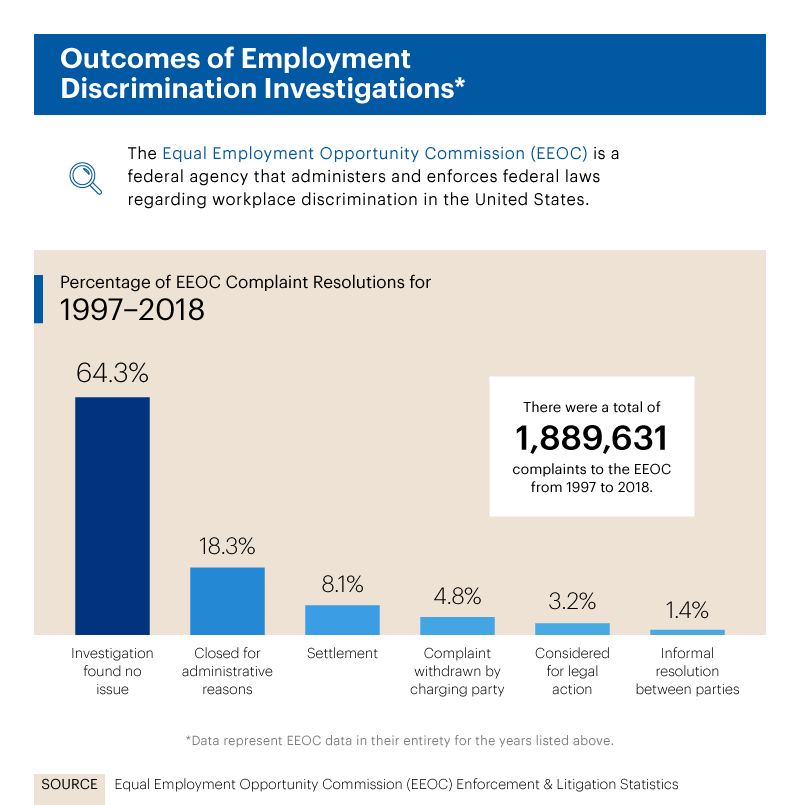 Outcomes of Employment
Discrimination Investigations*
The Equal Employment Opportunity Commission (EEOC) is a
federal agency that administers and enforces federal laws
regarding workplace discrimination in the United States.
Percentage of EEOC Complaint Resolutions for
1997–2018
64.3%
18.3%
8.1%
4.8%
3.2%
1.4%
There were a total of
1,889,631
complaints to the EEOC
from 1997 to 2018.
Investigation
found no
issue
Closed for
administrative
reasons
Settlement
Complaint
withdrawn by
charging party
Considered
for legal
action
Informal
resolution
between parties
*Data represent EEOC data in their entirety for the years listed above.
SOURCE Equal Employment Opportunity Commission (EEOC) Enforcement & Litigation Statistics